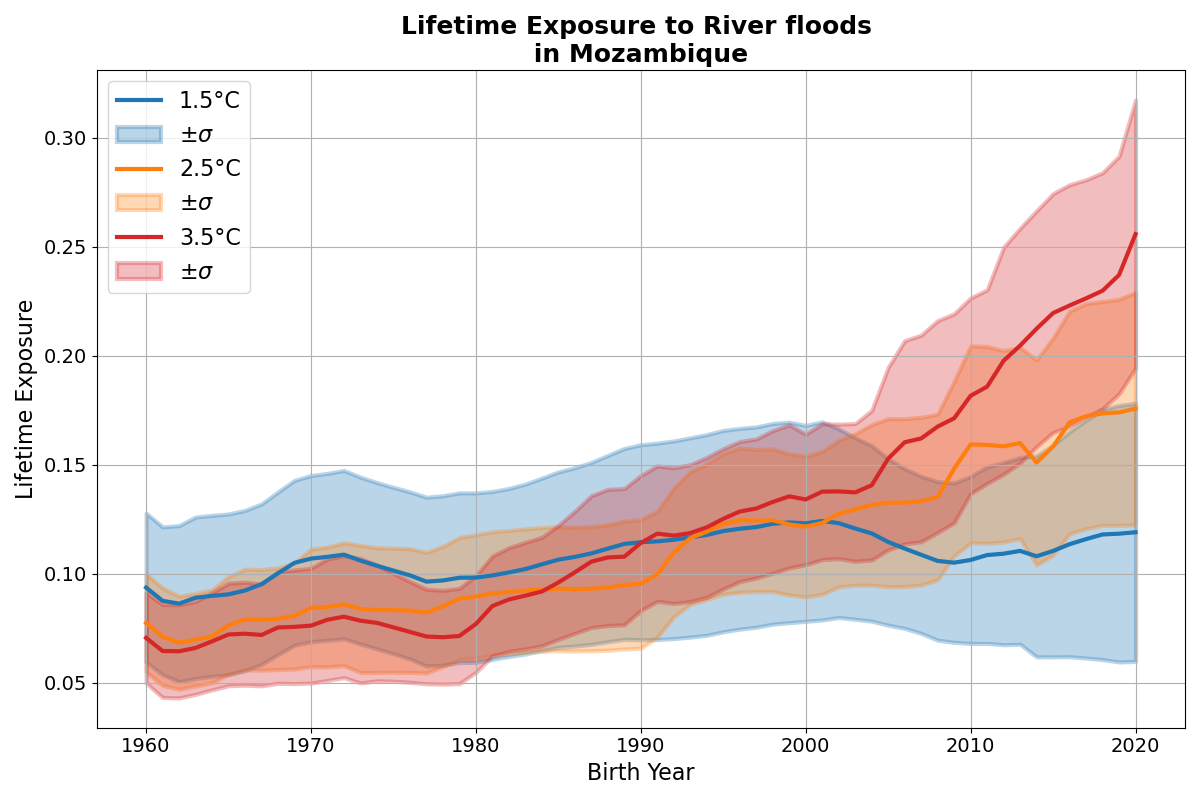 Lifetime Exposure to River floods
in Mozambique
1.5°C
±σ
2.5°C
±σ
3.5°C
±σ
Lifetime Exposure
0.30
0.25
0.20
0.15
0.10
0.05
1960 1970 1980 1990 2000 2010 2020
Birth Year